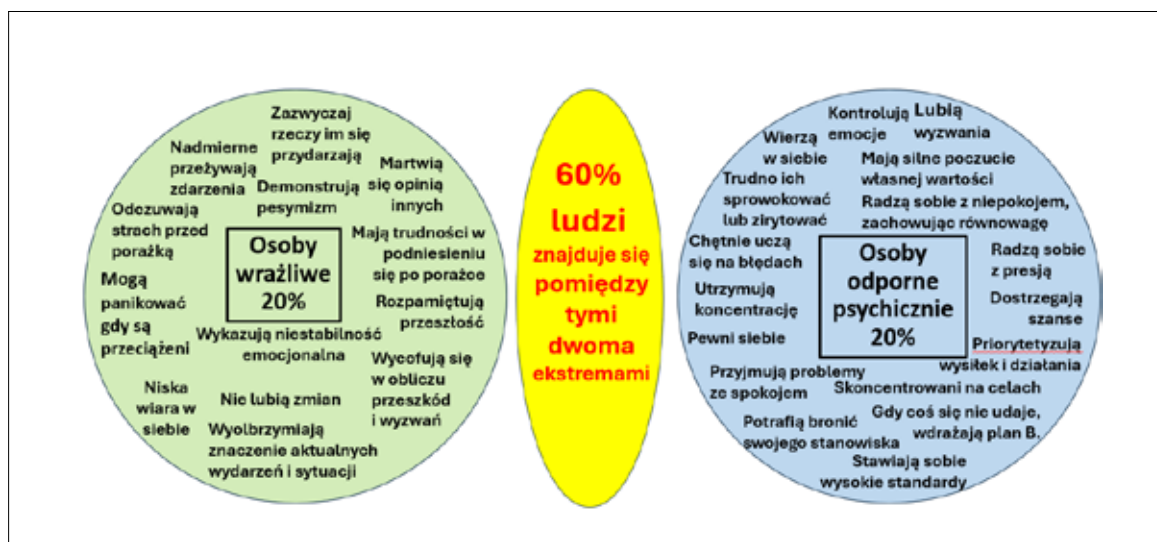 Zazwyczaj
rzeczy im się
przydarzają
Nadmierne
przeżywają
zdarzenia
Martwią
się opinią
innych
Demonstrują
pesymizm
Odczuwają
strach przed
porażką
Mają trudności w
podniesieniu
się po porażce
Osoby
wrażliwe
20%
Mogą
panikować
gdy są
przeciążeni
Rozpamiętują
przeszłość
Wykazują niestabilność
emocjonalna
Wycofują się
w obliczu
przeszkód
i wyzwań
Niska
wiara w
siebie
Nie lubią zmian
Wyolbrzymiają
znaczenie aktualnych
wydarzeń i sytuacji
60%
ludzi
znajduje się
pomiędzy
tymi
dwoma
ekstremami
Kontrolują
emocje
Lubią
wyzwania
Wierzą
w siebie
Mają silne poczucie
własnej wartości
Trudno ich
sprowokować
lub zirytować
Radzą sobie z niepokojem,
zachowując równowagę
Chętnie uczą
się na błędach
Osoby
odporne
psychicznie
20%
Radzą sobie
z presją
Utrzymują
koncentrację
Dostrzegają
szanse
Pewni siebie
Priorytetyzują
wysiłek i działania
Przyjmują problemy
ze spokojem
Skoncentrowani na celach
Potrafią bronić
swojego stanowiska
Gdy coś się nie udaje,
wdrażają plan B.
Stawiają sobie
wysokie standardy